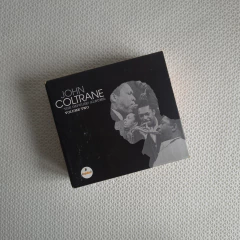 JOHN
COLTRANE
THE IMPULSE! ALBUMS
VOLUME TWO